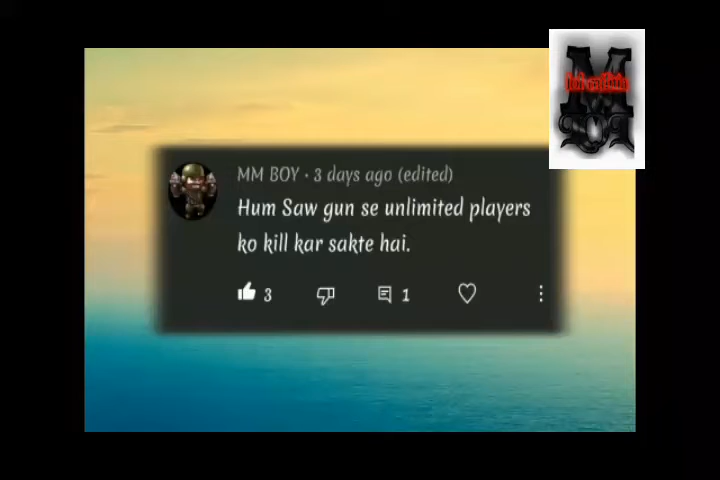 MM BOY · 3 days ago (edited)
Hum Saw gun se unlimited players
ko kill kar sakte hai.
3
1